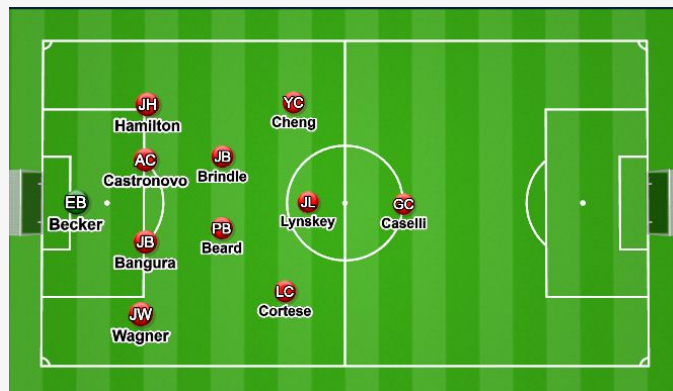 JH
Hamilton
YC
Cheng
AC
Castronovo
JB
Brindle
EB
Becker
JL
Lynskey
GC
Caselli
JB
Bangura
PB
Beard
LC
Cortese
JW
Wagner